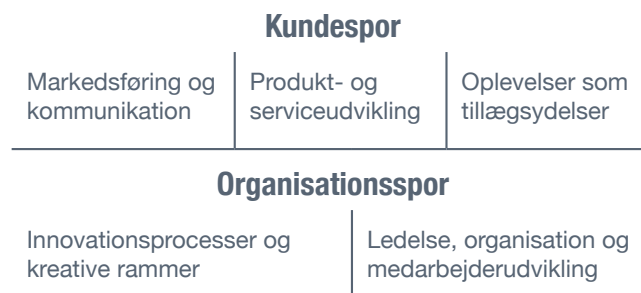 Kundespor
Markedsføring og
kommunikation
Produkt- og
serviceudvikling
Oplevelser som
tillægsydelser
Organisationsspor
Innovationsprocesser og
kreative rammer
Ledelse, organisation og
medarbejderudvikling